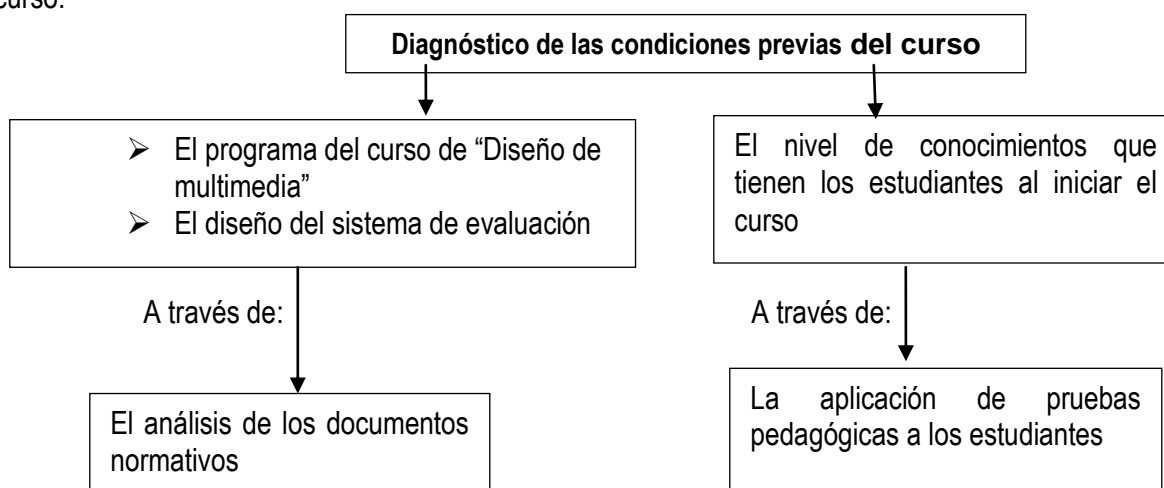 curso:
Diagnóstico de las condiciones previas del curso
➢ El programa del curso de “Diseño de
multimedia”
➢ El diseño del sistema de evaluación
El nivel de conocimientos que
tienen los estudiantes al iniciar el
curso
A través de:
A través de:
El análisis de los documentos
normativos
La aplicación de pruebas
pedagógicas a los estudiantes